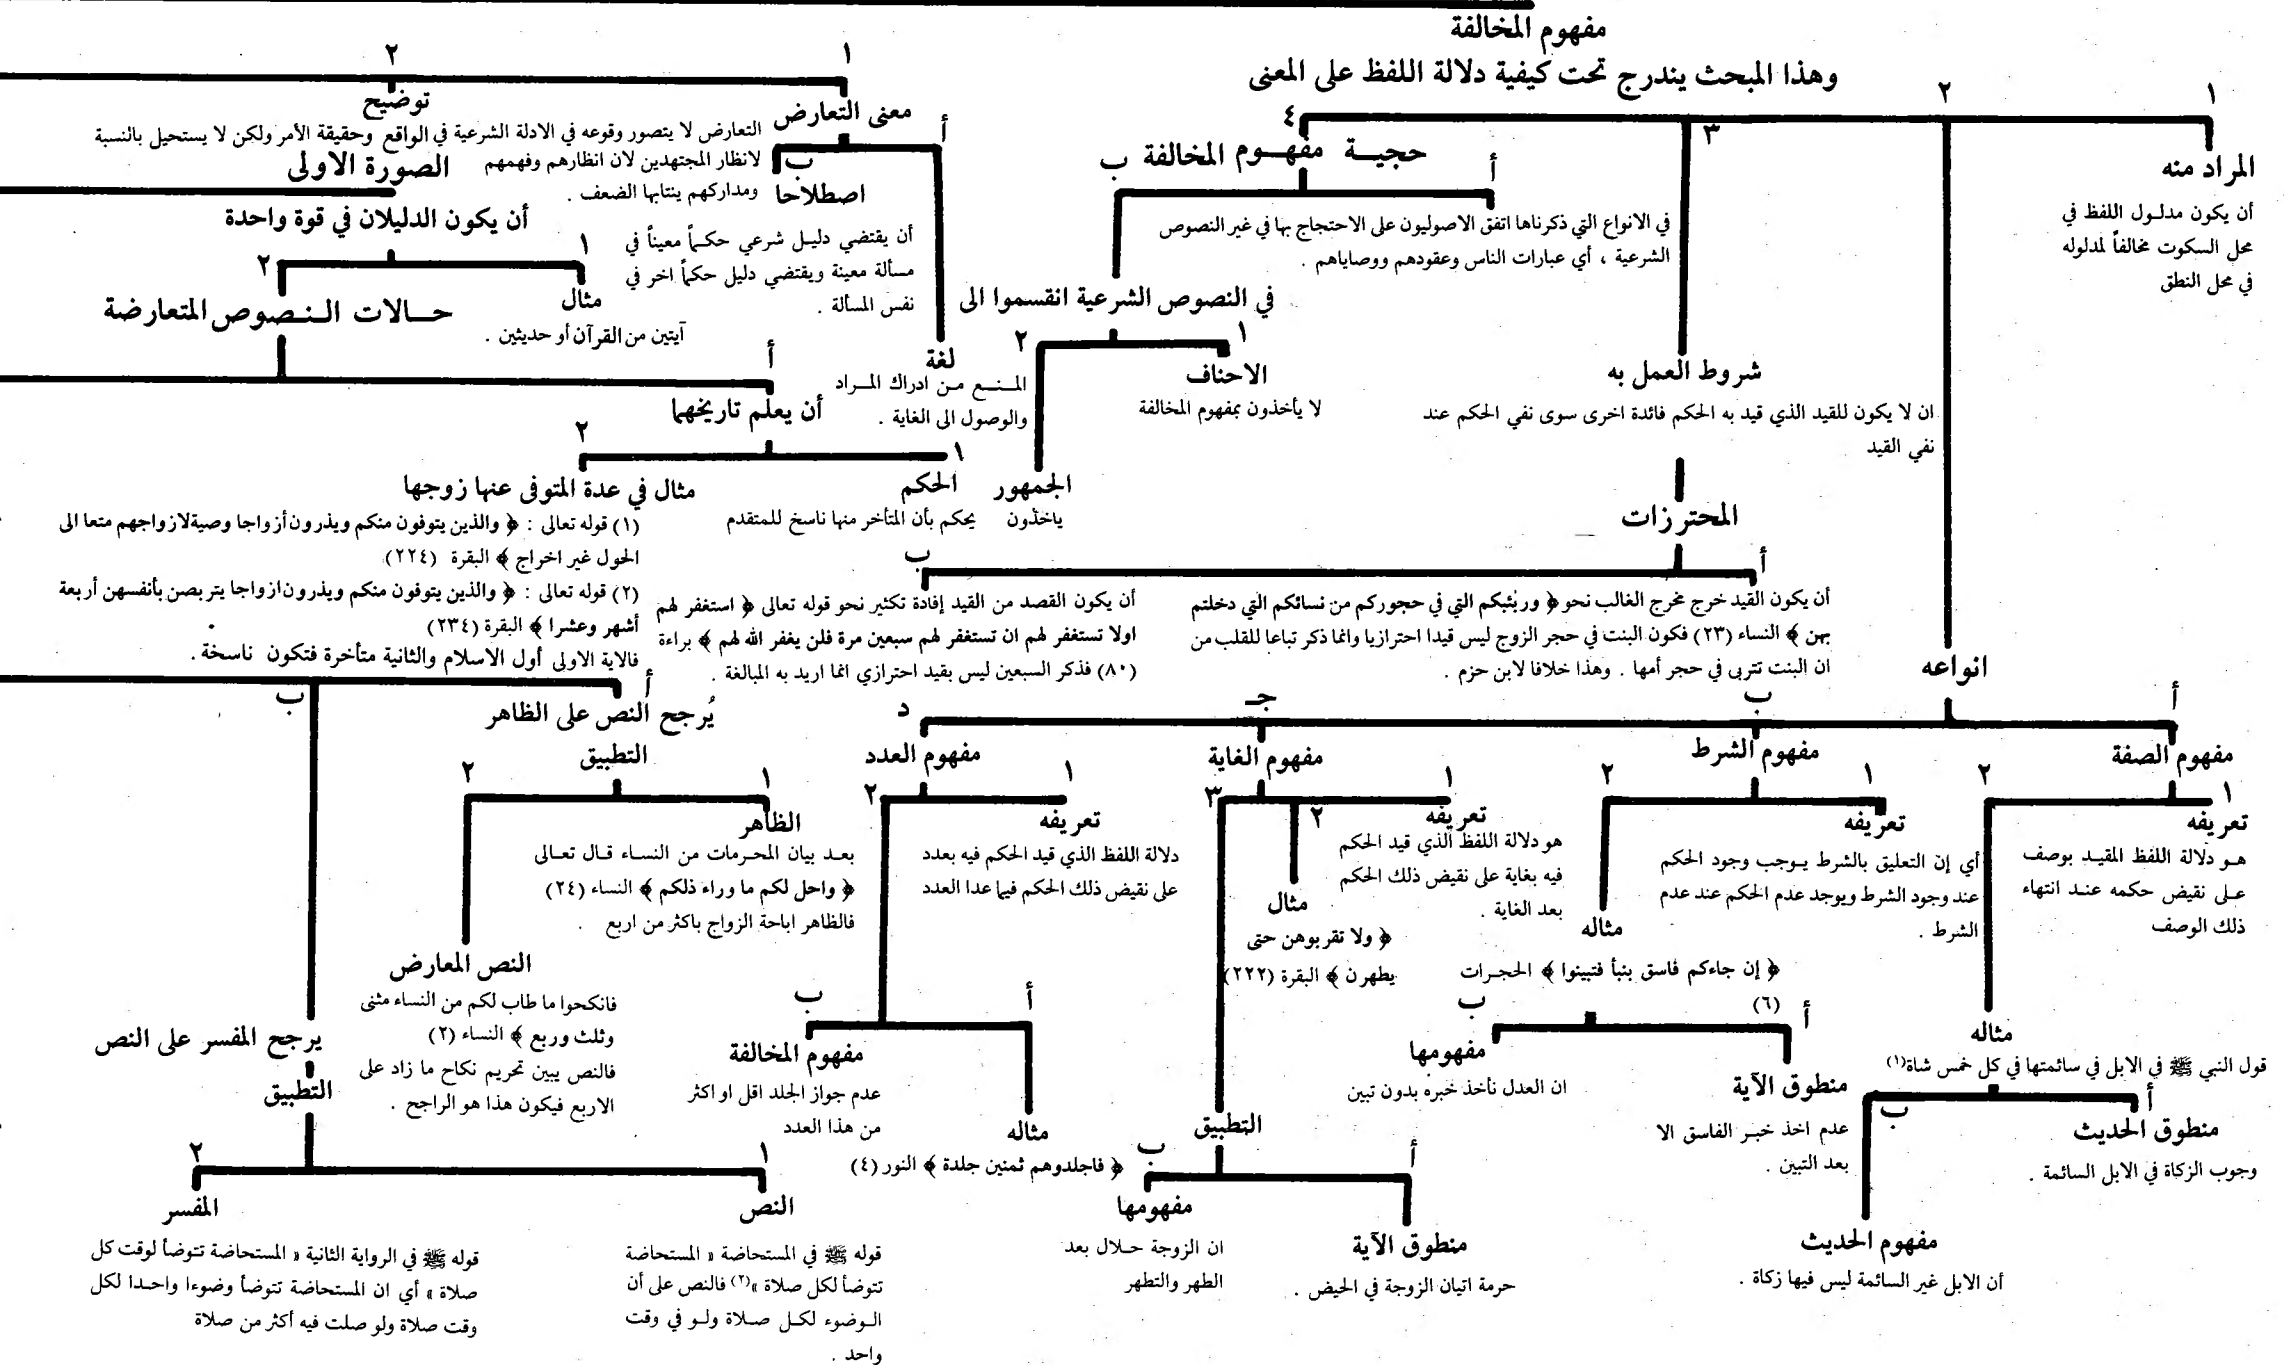 مفهوم المخالفة
وهذا المبحث يندرج تحت كيفية دلالة اللفظ على المعنى
١
المراد منه
أن يكون مدلول اللفظ في
محل السكوت مخالفاً لمدلوله
في محل النطق
٢
انواعه
أ
مفهوم الصفة
١
تعريفه
هو دلالة اللفظ المقيد بوصف
على نقيض حكمه عند انتهاء
ذلك الوصف
٢
مثاله
قول النبي ﷺ في الابل في سائمتها في كل خمس شاة(١)
أ
منطوق الحديث
وجوب الزكاة في الابل السائمة .
ب
مفهوم الحديث
أن الابل غير السائمة ليس فيها زكاة .
ب
مفهوم الشرط
١
تعريفه
أي إن التعليق بالشرط يوجب وجود الحكم
عند وجود الشرط ويوجد عدم الحكم عند عدم
الشرط .
٢
مثاله
﴿ إن جاءكم فاسق بنبأ فتبينوا ﴾ الحجرات
(٦)
أ
منطوق الآية
عدم اخذ خبر الفاسق الا
بعد التبين .
ب
مفهومها
ان العدل نأخذ خبره بدون تبين
جـ
مفهوم الغاية
١
تعريفه
هو دلالة اللفظ الذي قيد الحكم
فيه بغاية على نقيض ذلك الحكم
بعد الغاية .
٢
مثال
﴿ ولا تقربوهن حتى
يطهرن ﴾ البقرة (٢٢٢)
٣
التطبيق
أ
منطوق الآية
حرمة اتيان الزوجة في الحيض .
ب
مفهومها
ان الزوجة حلال بعد
الطهر والتطهر
د
مفهوم العدد
١
تعريفه
دلالة اللفظ الذي قيد الحكم فيه بعدد
على نقيض ذلك الحكم فيما عدا العدد
٢
أ
مثاله
﴿ فاجلدوهم ثمنين جلدة ﴾ النور (٤)
ب
مفهوم المخالفة
عدم جواز الجلد اقل او اكثر
من هذا العدد
٣
شروط العمل به
ان لا يكون للقيد الذي قيد به الحكم فائدة اخرى سوى نفي الحكم عند
نفي القيد
المحترزات
أ
أن يكون القيد خرج مخرج الغالب نحو ﴿ وربئبكم التي في حجوركم من نسائكم التي دخلتم
بهن ﴾ النساء (٢٣) فكون البنت في حجر الزوج ليس قيدا احترازيا وانما ذكر تباعا للقلب من
ان البنت تتربى في حجر أمها . وهذا خلافا لابن حزم .
ب
أن يكون القصد من القيد إفادة تكثير نحو قوله تعالى ﴿ استغفر لهم
اولا تستغفر لهم ان تستغفر لهم سبعين مرة فلن يغفر الله لهم ﴾ براءة
(٨٠) فذكر السبعين ليس بقيد احترازي انما اريد به المبالغة .
٤
حجية مفهوم المخالفة
أ
في الانواع التي ذكرناها اتفق الاصوليون على الاحتجاج بها في غير النصوص
الشرعية ، أي عبارات الناس وعقودهم ووصاياهم .
ب
في النصوص الشرعية انقسموا الى
١
الاحناف
لا يأخذون بمفهوم المخالفة
٢
الجمهور
ياخذون
١
معنى التعارض
أ
لغة
المنع من ادراك المراد
والوصول الى الغاية .
ب
اصطلاحا
أن يقتضي دليل شرعي حكماً معيناً في
مسألة معينة ويقتضي دليل حكماً اخر في
نفس المسألة .
٢
توضيح
التعارض لا يتصور وقوعه في الادلة الشرعية في الواقع وحقيقة الأمر ولكن لا يستحيل بالنسبة
لانظار المجتهدين لان انظارهم وفهمهم
ومداركهم ينتابها الضعف .
الصورة الاولى
أن يكون الدليلان في قوة واحدة
١
مثال
آيتين من القرآن أو حديثين .
٢
حالات النصوص المتعارضة
أ
أن يعلم تاريخهما
١
الحكم
يحكم بأن المتأخر منها ناسخ للمتقدم
٢
مثال في عدة المتوفى عنها زوجها
(١) قوله تعالى : ﴿ والذين يتوفون منكم ويذرون أزواجا وصية لازواجهم متعا الى
الحول غير اخراج ﴾ البقرة (٢٢٤)
(٢) قوله تعالى : ﴿ والذين يتوفون منكم ويذرون ازواجا يتربصن بأنفسهن أربعة
أشهر وعشرا ﴾ البقرة (٢٣٤)
فالاية الاولى أول الاسلام والثانية متأخرة فتكون ناسخة .
أ
يُرجح النص على الظاهر
التطبيق
١
الظاهر
بعد بيان المحرمات من النساء قال تعالى
﴿ واحل لكم ما وراء ذلكم ﴾ النساء (٢٤)
فالظاهر اباحة الزواج باكثر من اربع .
٢
النص المعارض
فانكحوا ما طاب لكم من النساء مثنى
وثلث وربع ﴾ النساء (٢)
فالنص يبين تحريم نكاح ما زاد على
الاربع فيكون هذا هو الراجح .
ب
يرجح المفسر على النص
التطبيق
١
النص
قوله ﷺ في المستحاضة « المستحاضة
تتوضأ لكل صلاة »(٢) فالنص على أن
الوضوء لكل صلاة ولو في وقت
واحد .
٢
المفسر
قوله ﷺ في الرواية الثانية « المستحاضة تتوضأ لوقت كل
صلاة » أي ان المستحاضة تتوضأ وضوءا واحدا لكل
وقت صلاة ولو صلت فيه أكثر من صلاة